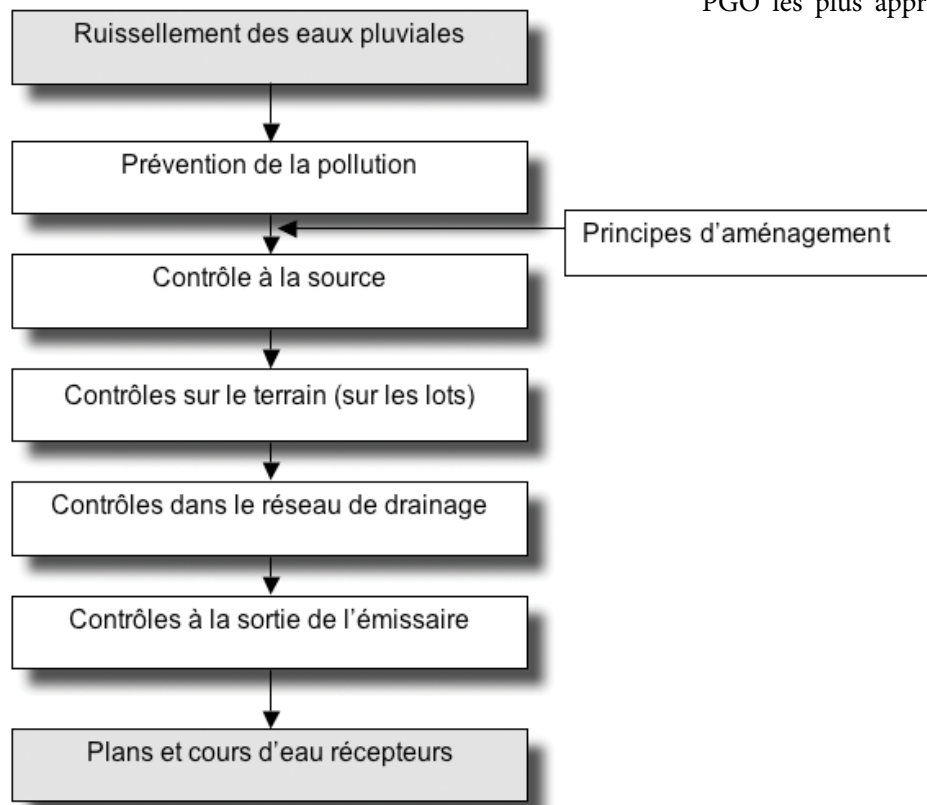 PGO les plus appr
Ruissellement des eaux pluviales
Prévention de la pollution
Principes d'aménagement
Contrôle à la source
Contrôles sur le terrain (sur les lots)
Contrôles dans le réseau de drainage
Contrôles à la sortie de l'émissaire
Plans et cours d'eau récepteurs